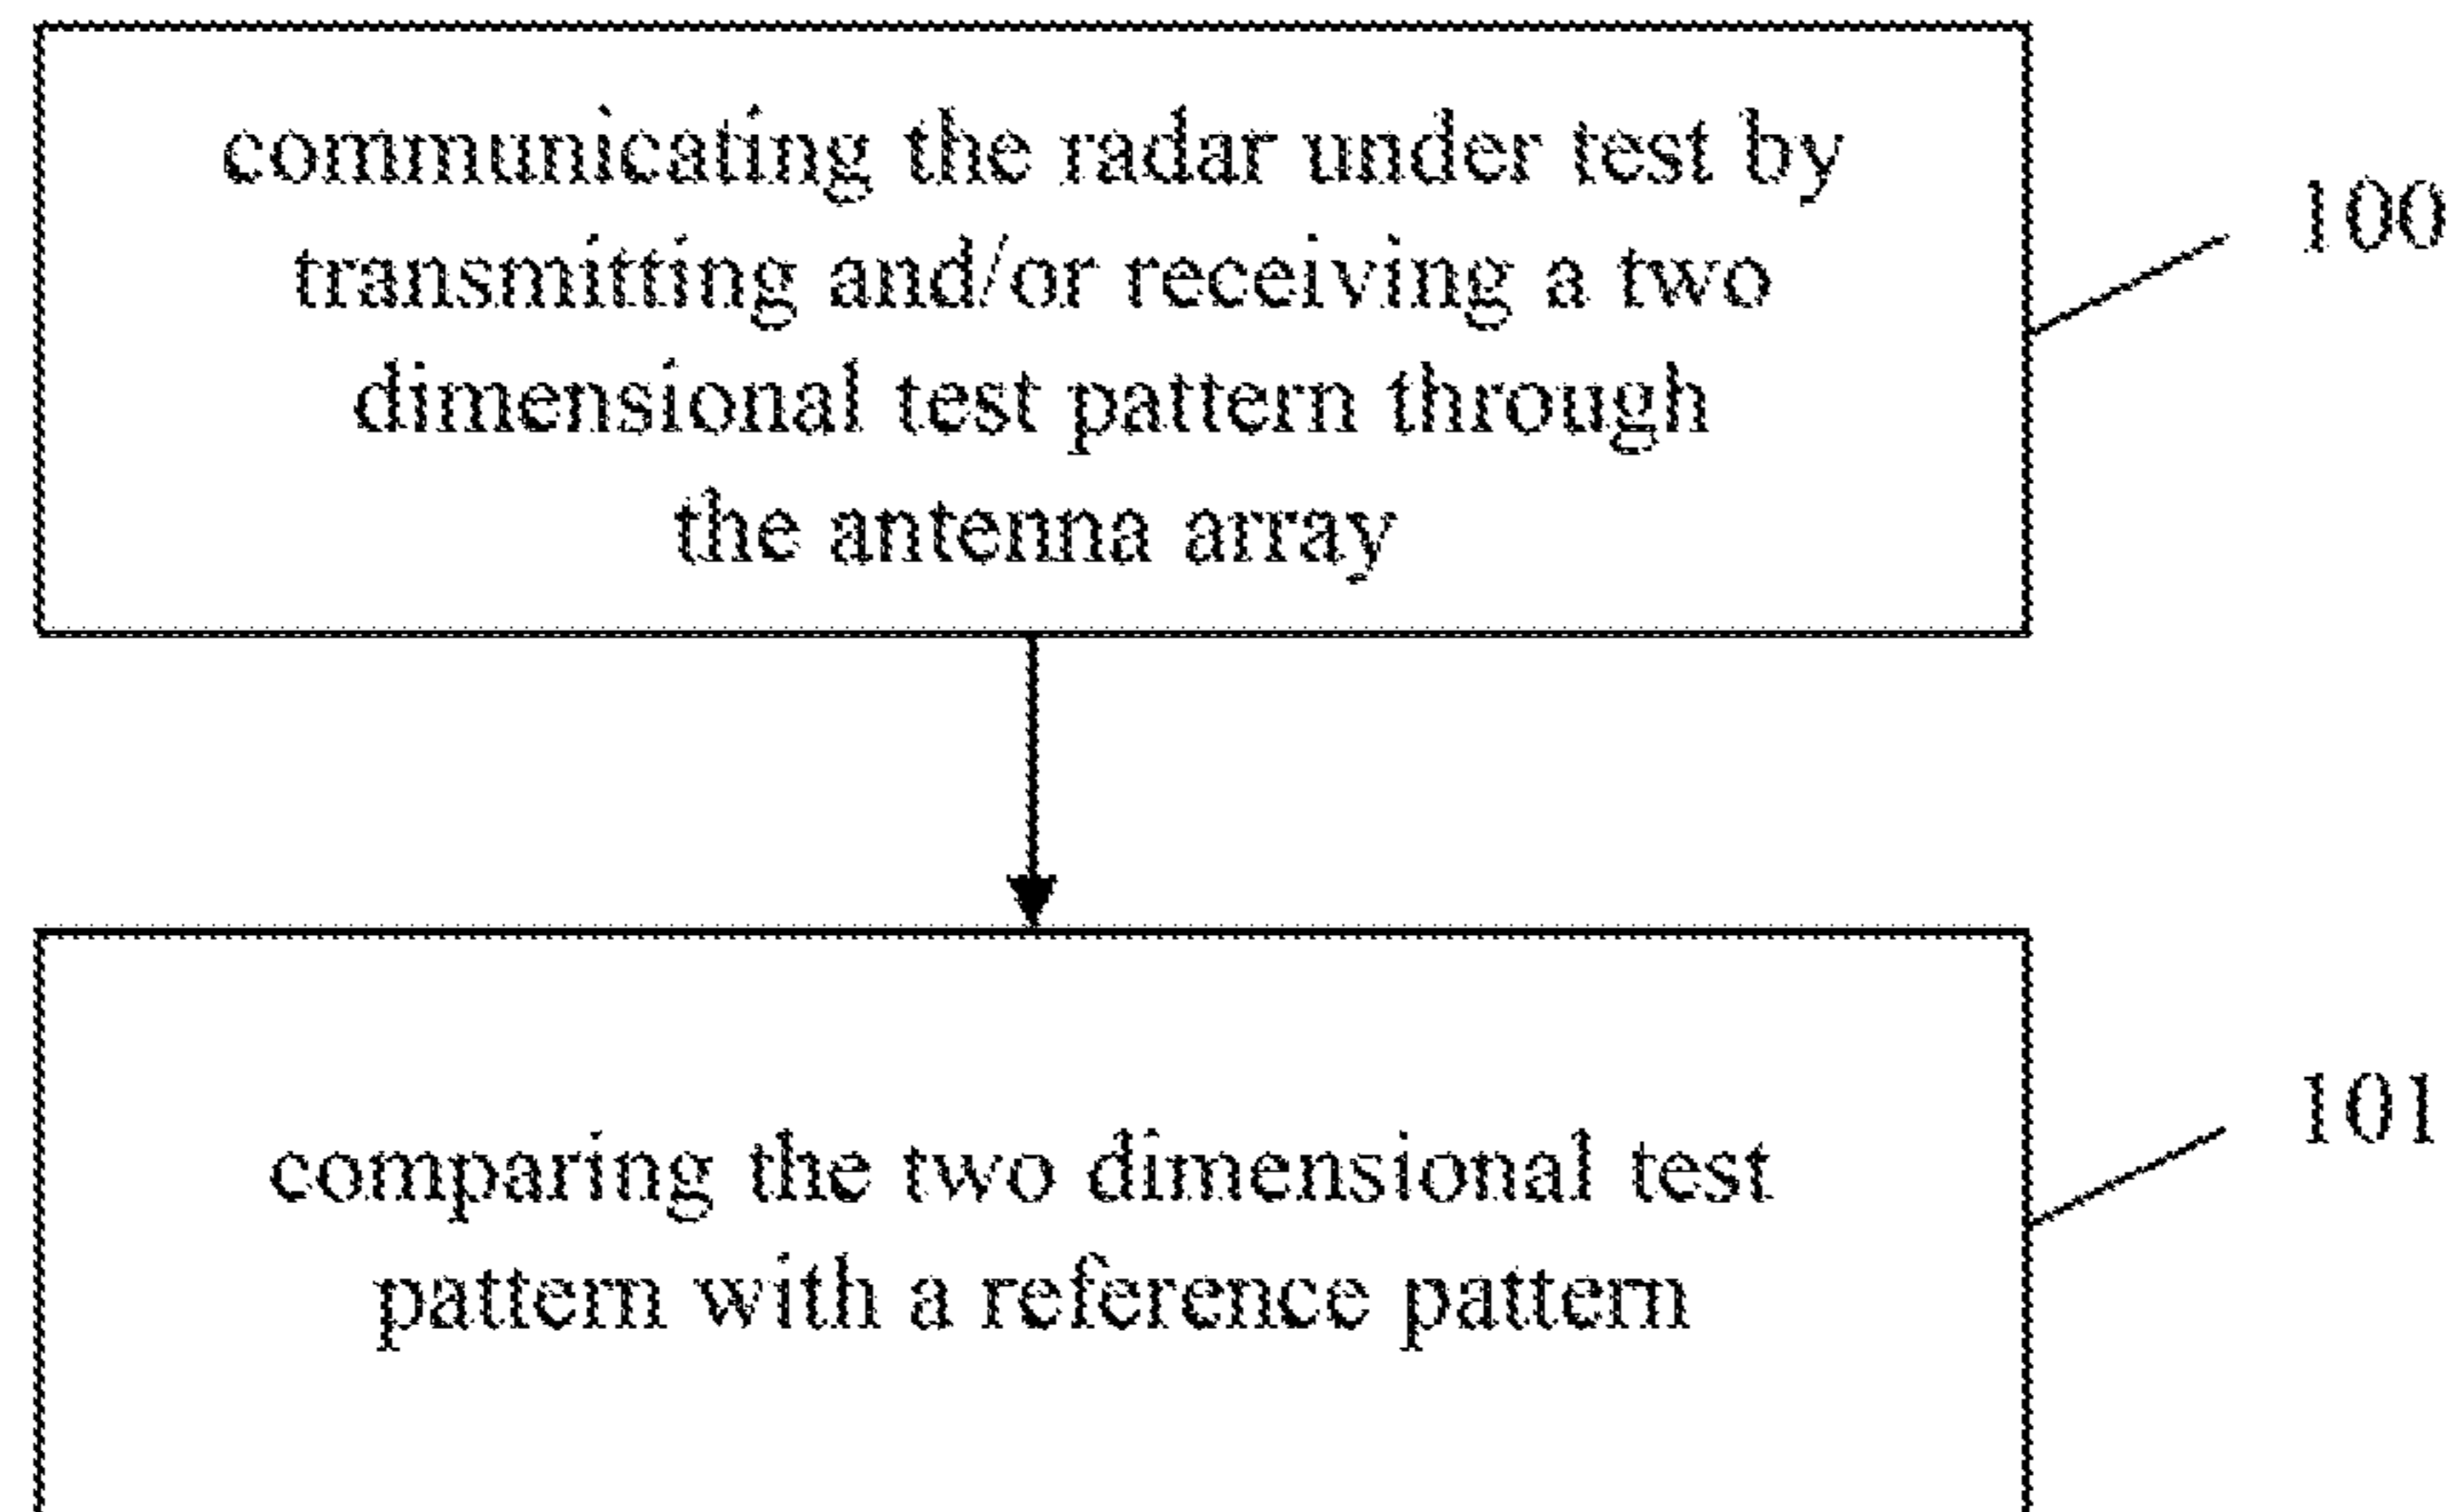 communicating the radar under test by
transmitting and/or receiving a two
dimensional test pattern through
the antenna array
100
comparing the two dimensional test
pattern with a reference pattern
101